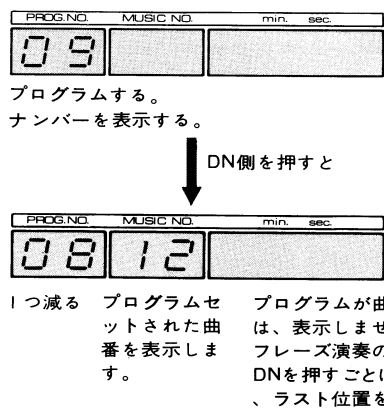 PROG.NO. MUSIC NO. min. sec.
09
プログラムする。
ナンバーを表示する。
DN側を押すと
PROG.NO. MUSIC NO. min. sec.
08 12
1つ減る
プログラムセ
ットされた曲
番を表示しま
す。
プログラムが曲
は、表示しませ
フレーズ演奏の
DNを押すごとに
、ラスト位置を